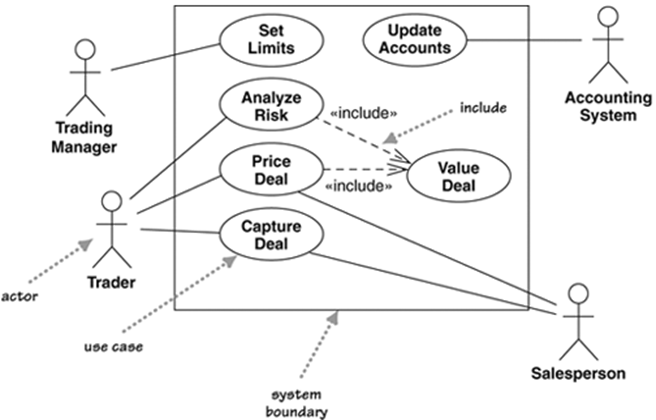 Set
Limits
Update
Accounts
Trading
Manager
Accounting
System
Analyze
Risk
«include»
include
Price
Deal
«include»
Value
Deal
Capture
Deal
Trader
actor
use case
system
boundary
Salesperson